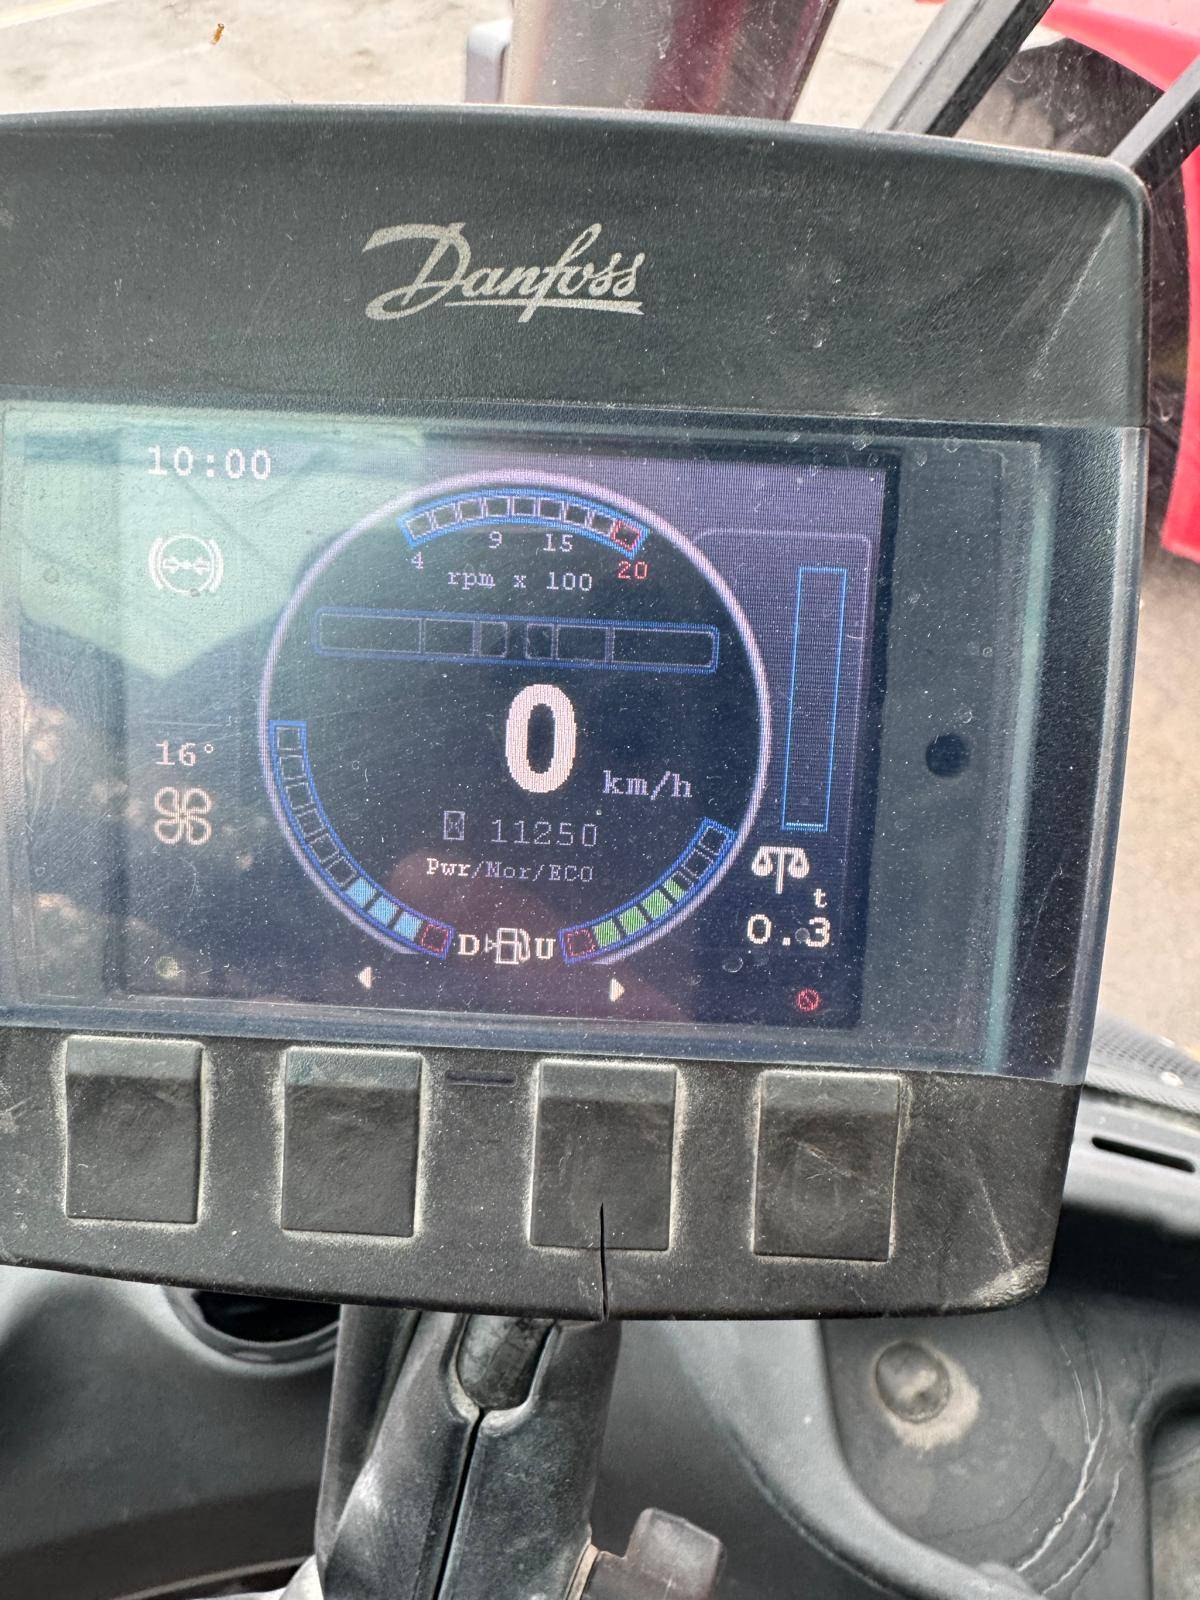 Danfoss
10:00
4 9 15 20
rpm x 100
0 km/h
16°
11250
Pwr/Nor/ECO
D U
t
0.3